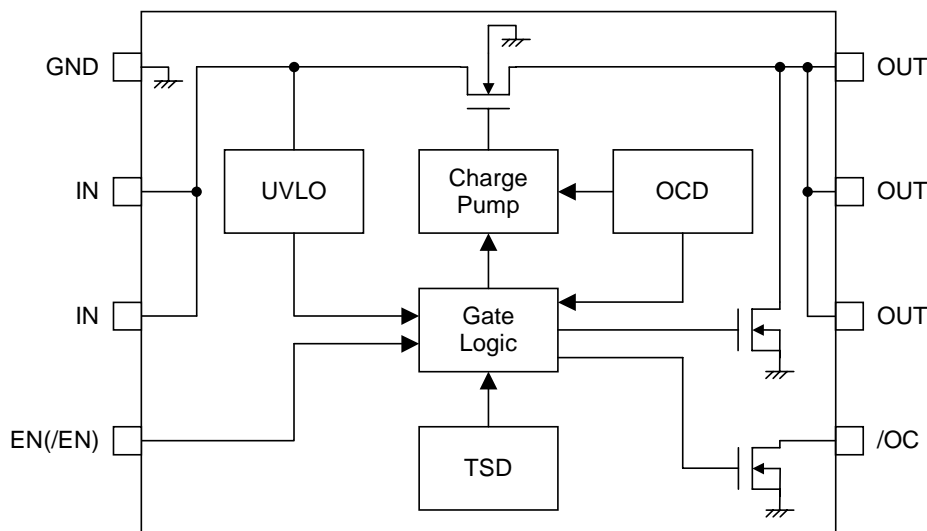 GND
OUT
IN
UVLO
Charge
Pump
OCD
OUT
IN
Gate
Logic
OUT
EN(/EN)
TSD
/OC